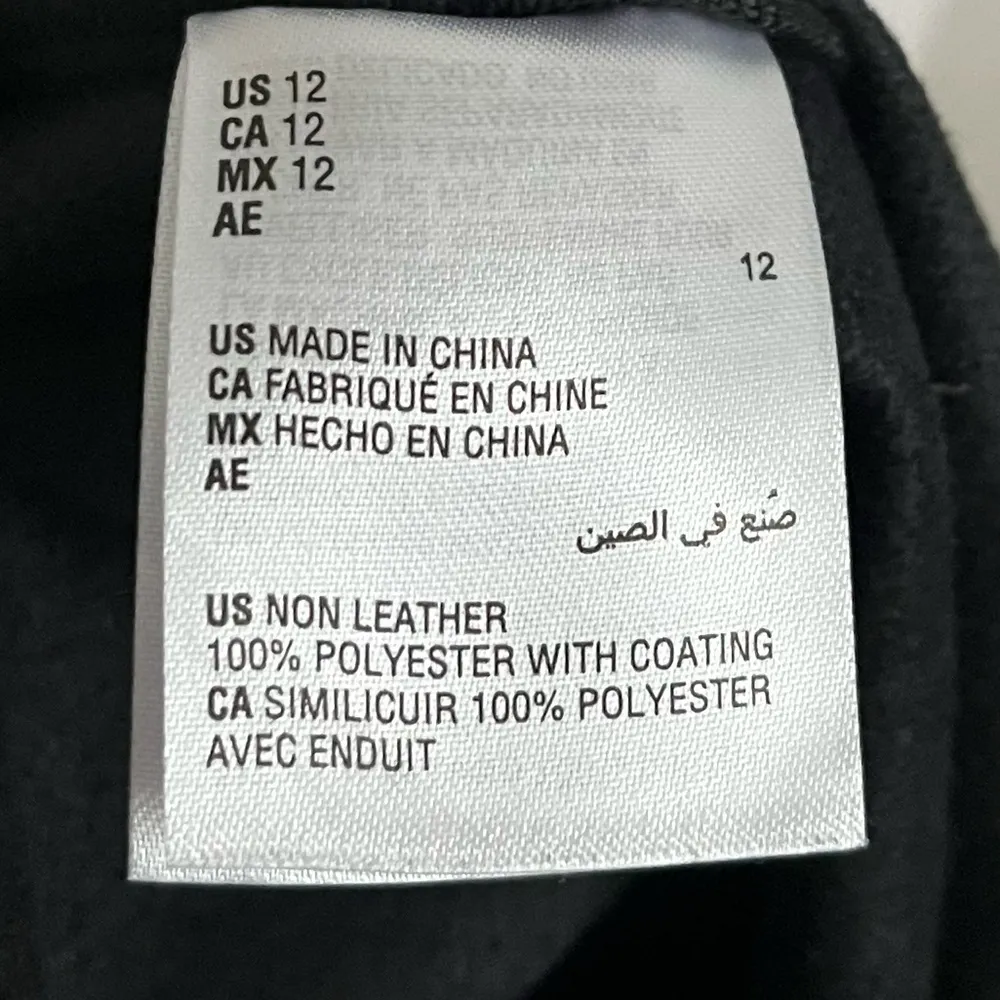 US 12
CA 12
MX 12
AE
12
US MADE IN CHINA
CA FABRIQUÉ EN CHINE
MX HECHO EN CHINA
AE
صُنع في الصين
US NON LEATHER
100% POLYESTER WITH COATING
CA SIMILICUIR 100% POLYESTER
AVEC ENDUIT